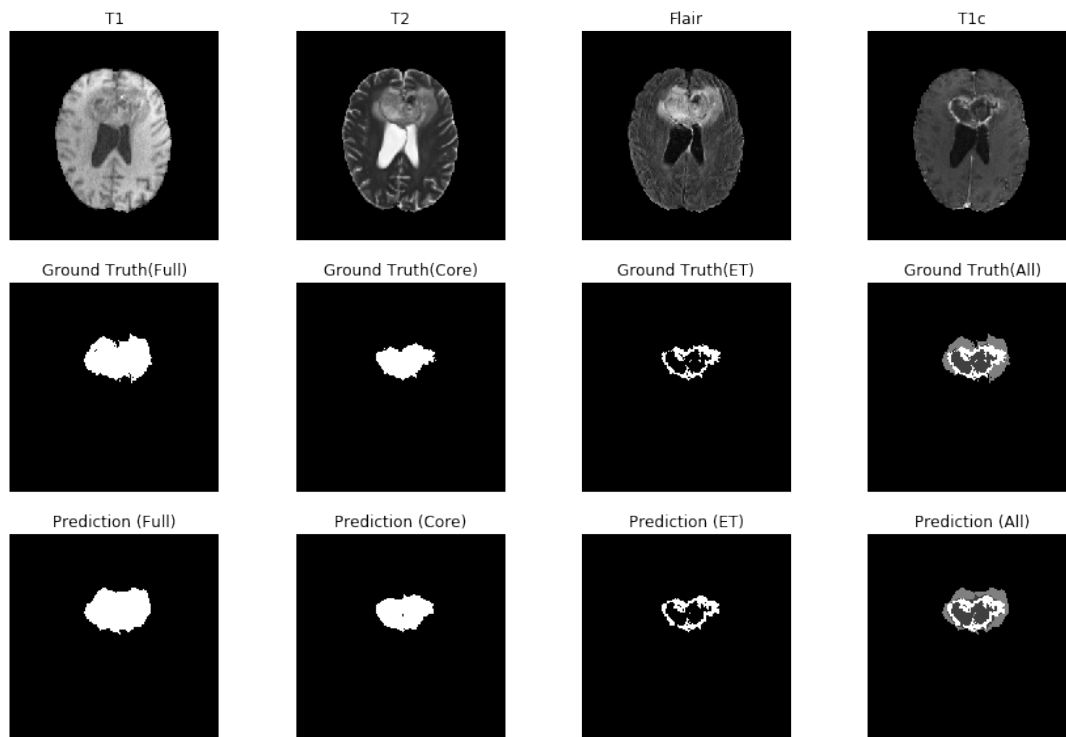 T1
T2
Flair
T1c
Ground Truth(Full)
Ground Truth(Core)
Ground Truth(ET)
Ground Truth(All)
Prediction (Full)
Prediction (Core)
Prediction (ET)
Prediction (All)